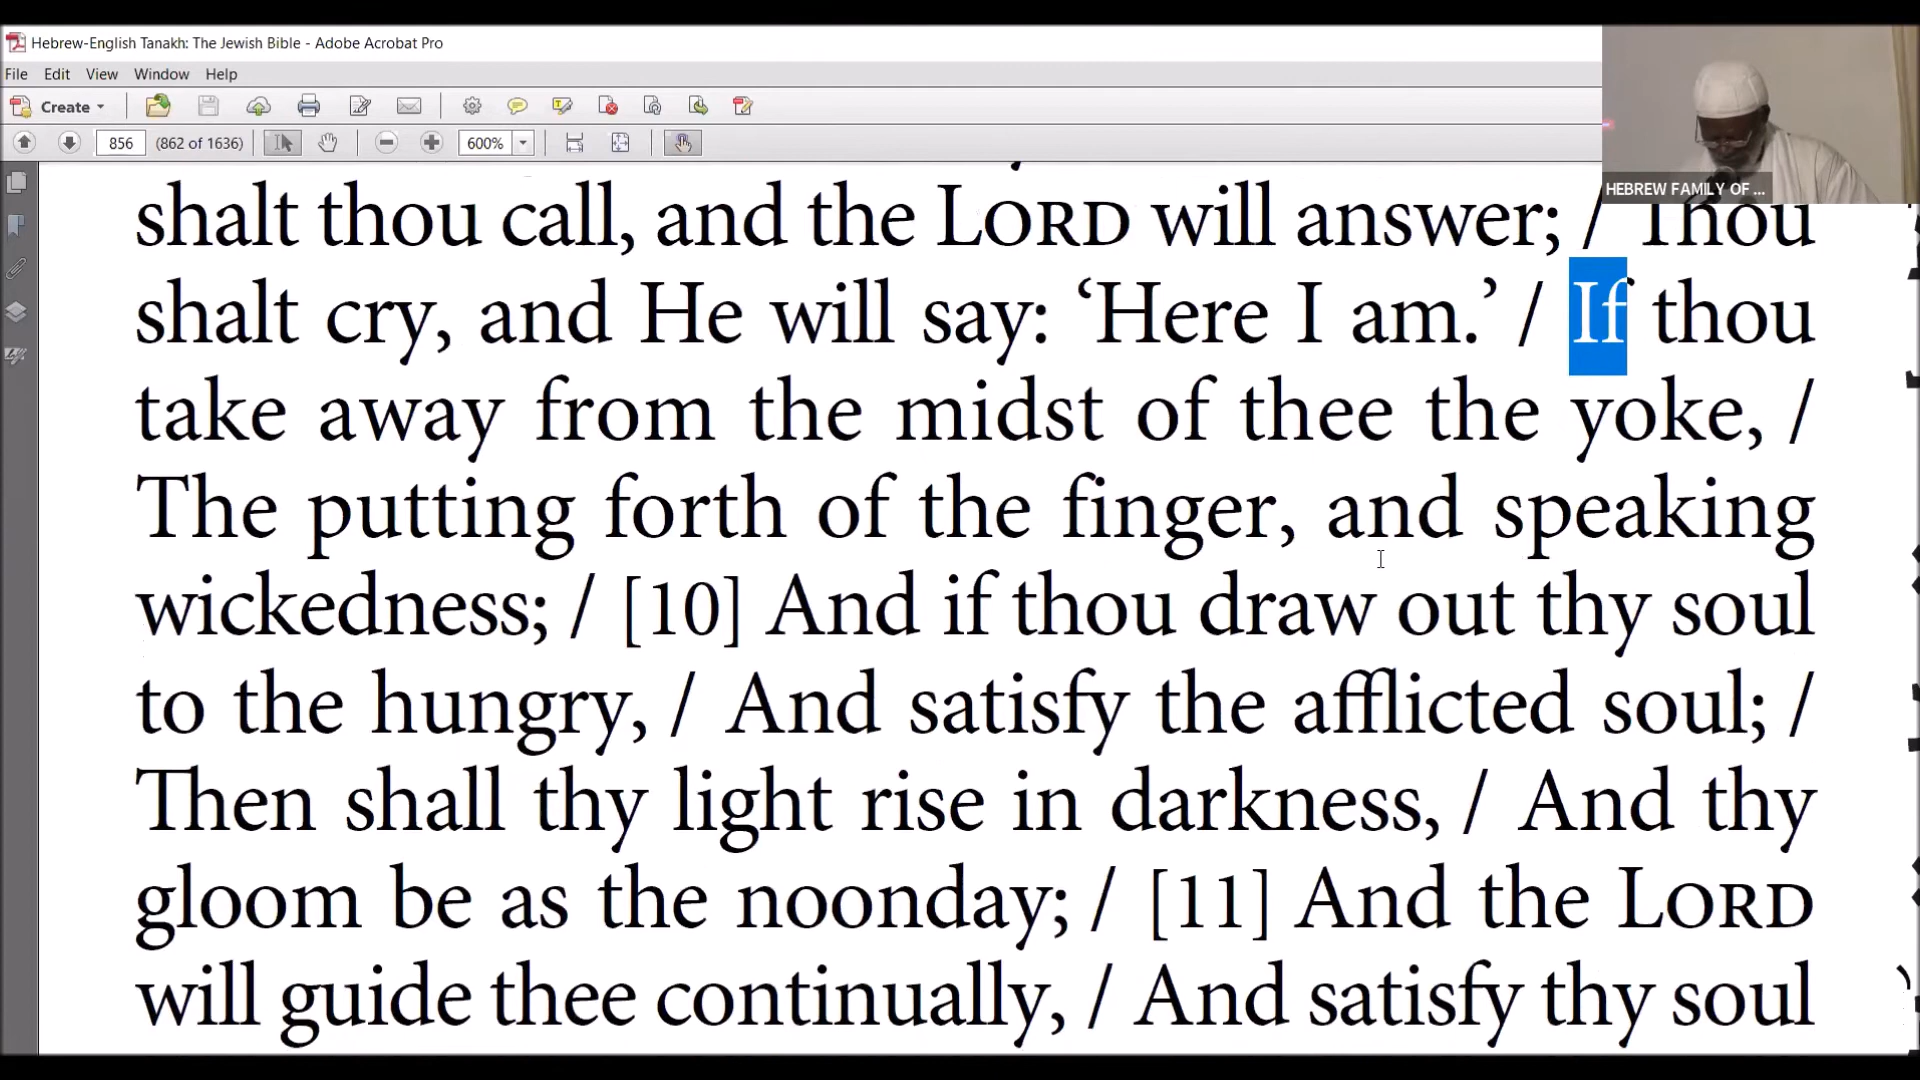 Hebrew-English Tanakh: The Jewish Bible - Adobe Acrobat Pro
File Edit View Window Help
Create
856 (862 of 1636) 600%
HEBREW FAMILY OF ...
shalt thou call, and the LORD will answer; / Thou
shalt cry, and He will say: ‘Here I am.’ / If thou
take away from the midst of thee the yoke, /
The putting forth of the finger, and speaking
wickedness; / [10] And if thou draw out thy soul
to the hungry, / And satisfy the afflicted soul; /
Then shall thy light rise in darkness, / And thy
gloom be as the noonday; / [11] And the LORD
will guide thee continually, / And satisfy thy soul